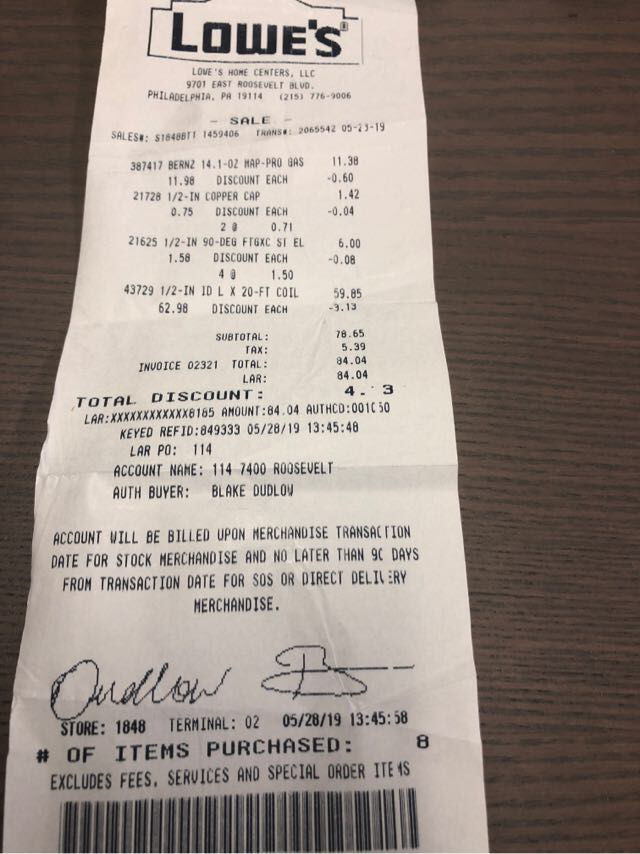 LOWE'S®
LOWE'S HOME CENTERS, LLC
9701 EAST ROOSEVELT BLVD.
PHILADELPHIA, PA 19114 (215) 776-9006
- SALE -
SALES#: S1848BT1 1459406 TRANS#: 2065542 05-23-19
387417 BERNZ 14.1-OZ MAP-PRO GAS 11.38
11.98 DISCOUNT EACH -0.60
21728 1/2-IN COPPER CAP 1.42
0.75 DISCOUNT EACH -0.04
2 @ 0.71
21625 1/2-IN 90-DEG FTGXC ST EL 6.00
1.58 DISCOUNT EACH -0.08
4 @ 1.50
43729 1/2-IN ID L X 20-FT COIL 59.85
62.98 DISCOUNT EACH -3.13
SUBTOTAL: 78.65
TAX: 5.39
INVOICE 02321 TOTAL: 84.04
LAR: 84.04
TOTAL DISCOUNT: 4. 3
LAR:XXXXXXXXXXXX8185 AMOUNT:84.04 AUTHCD:
KEYED REFID:849333 05/28/19 13:45:48
LAR PO: 114
ACCOUNT NAME: 114 7400 ROOSEVELT
AUTH BUYER: BLAKE DUDLOW
ACCOUNT WILL BE BILLED UPON MERCHANDISE TRANSACTION
DATE FOR STOCK MERCHANDISE AND NO LATER THAN 90 DAYS
FROM TRANSACTION DATE FOR SOS OR DIRECT DELIVERY
MERCHANDISE.
Dudlow B
STORE: 1848 TERMINAL: 02 05/28/19 13:45:58
# OF ITEMS PURCHASED: 8
EXCLUDES FEES, SERVICES AND SPECIAL ORDER ITEMS